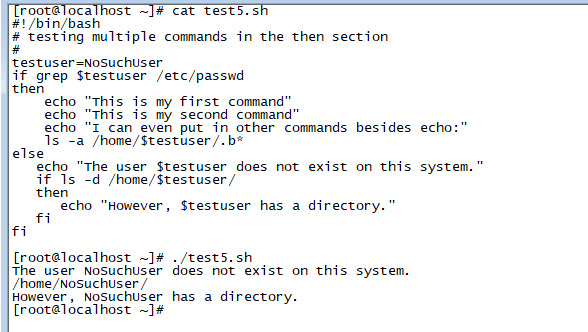 [root@localhost ~]# cat test5.sh
#!/bin/bash
# testing multiple commands in the then section
#
testuser=NoSuchUser
if grep $testuser /etc/passwd
then
    echo "This is my first command"
    echo "This is my second command"
    echo "I can even put in other commands besides echo:"
    ls -a /home/$testuser/.b*
else
   echo "The user $testuser does not exist on this system."
   if ls -d /home/$testuser/
   then
      echo "However, $testuser has a directory."
   fi
fi
[root@localhost ~]# ./test5.sh
The user NoSuchUser does not exist on this system.
/home/NoSuchUser/
However, NoSuchUser has a directory.
[root@localhost ~]#